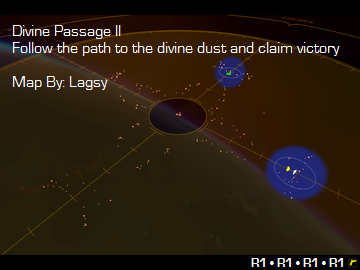 Divine Passage II
Follow the path to the divine dust and claim victory
Map By: Lagsy
R1 • R1 • R1 • R1 r